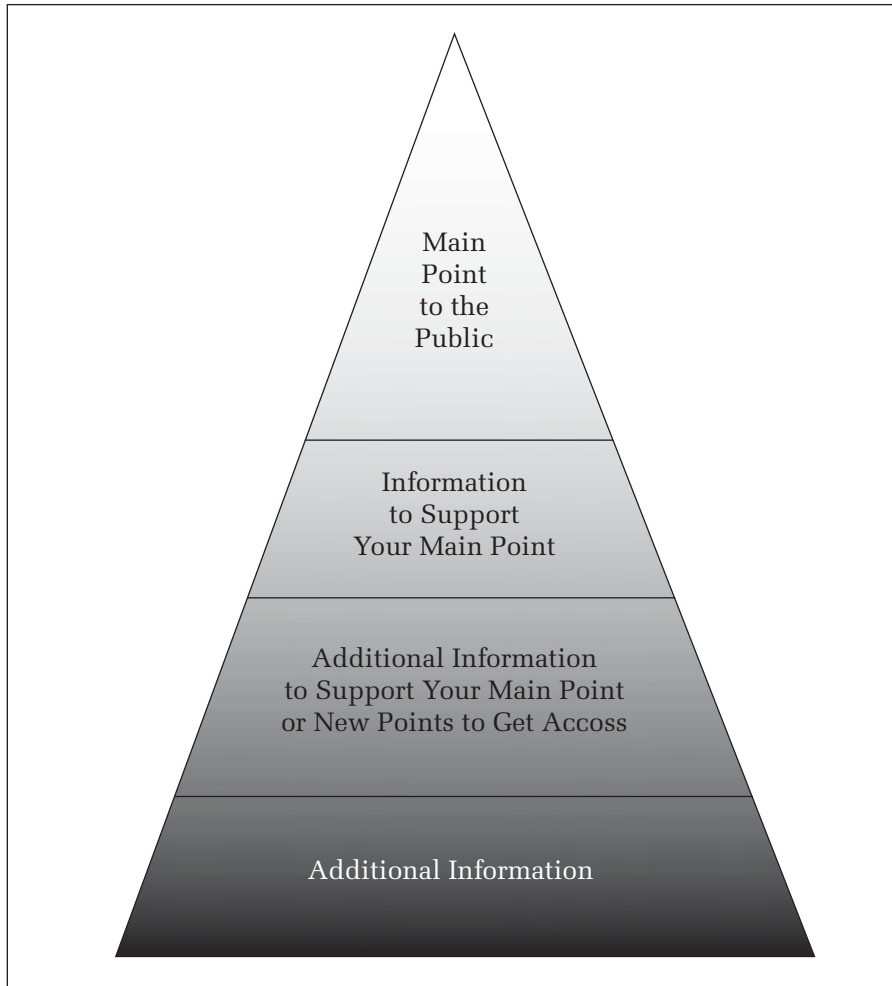 Main
Point
to the
Public
Information
to Support
Your Main Point
Additional Information
to Support Your Main Point
or New Points to Get Accoss
Additional Information